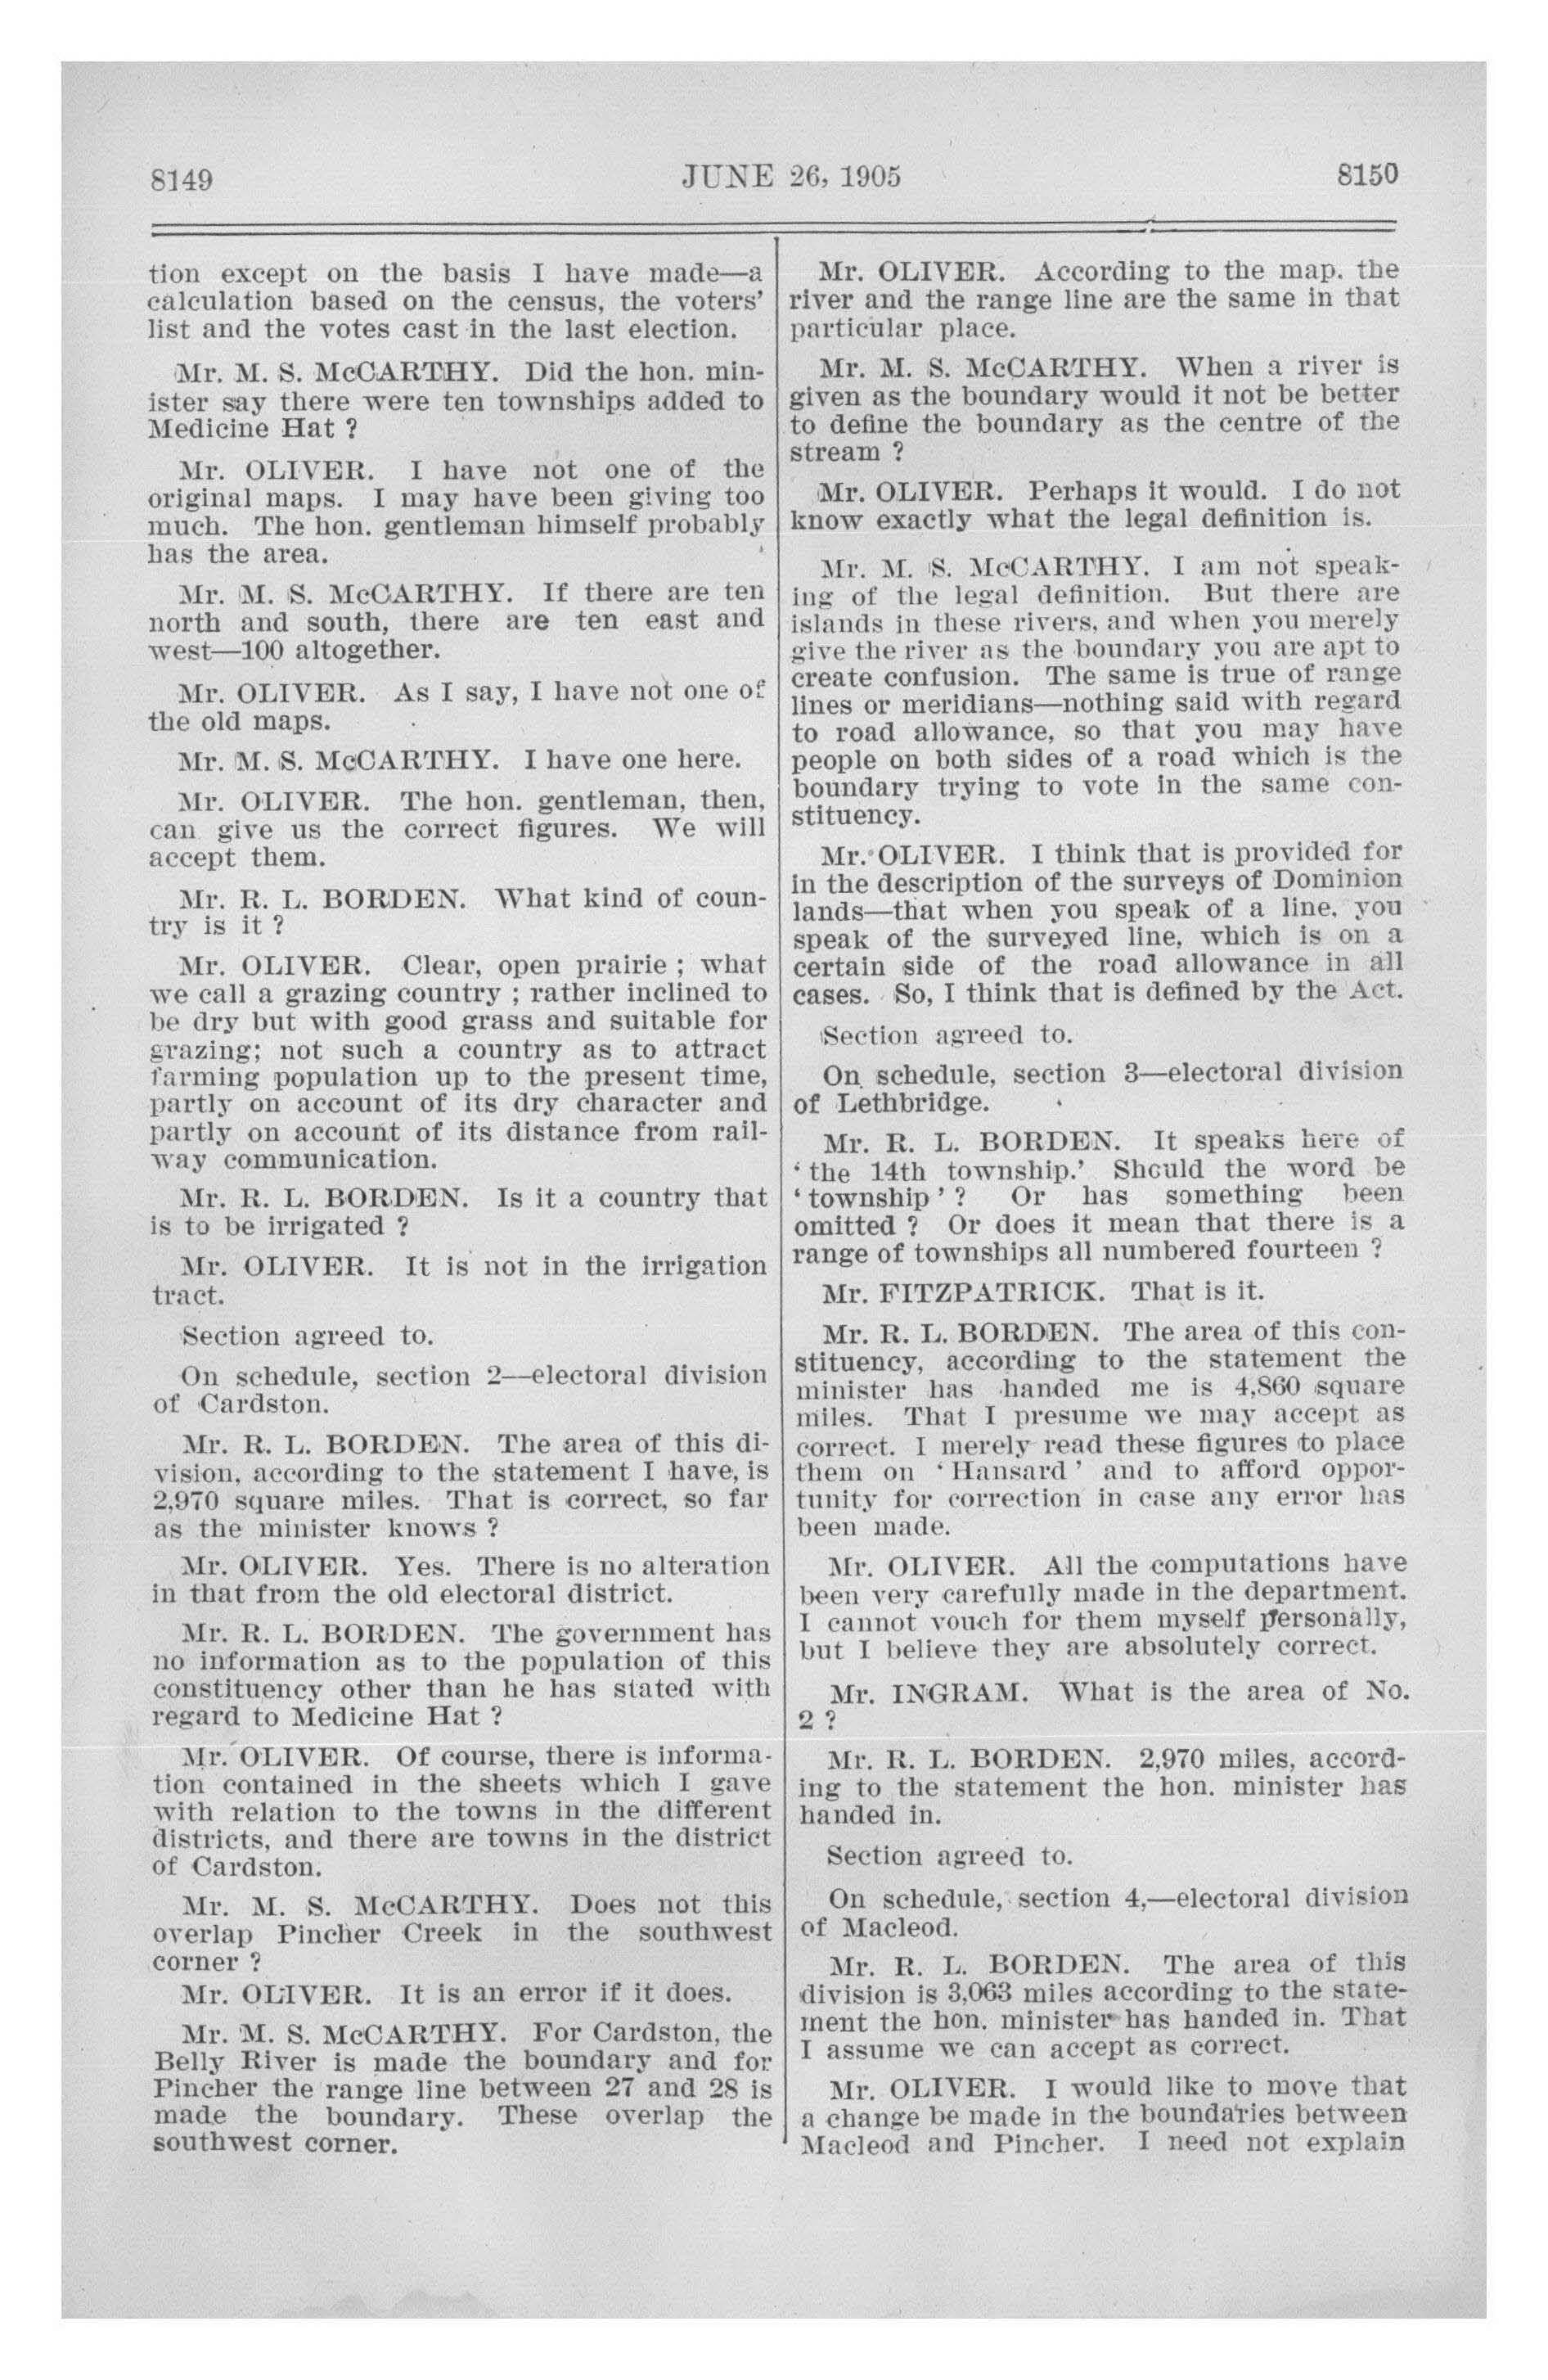 8149
JUNE 26, 1905
8150
tion except on the basis I have made—a
calculation based on the census, the voters'
list and the votes cast in the last election.
Mr. M. S. McCARTHY. Did the hon. min-
ister say there were ten townships added to
Medicine Hat ?
Mr. OLIVER. I have not one of the
original maps. I may have been giving too
much. The hon. gentleman himself probably
has the area.
Mr. M. S. McCARTHY. If there are ten
north and south, there are ten east and
west—100 altogether.
Mr. OLIVER. As I say, I have not one of
the old maps.
Mr. M. S. McCARTHY. I have one here.
Mr. OLIVER. The hon. gentleman, then,
can give us the correct figures. We will
accept them.
Mr. R. L. BORDEN. What kind of coun-
try is it ?
Mr. OLIVER. Clear, open prairie ; what
we call a grazing country ; rather inclined to
be dry but with good grass and suitable for
grazing; not such a country as to attract
farming population up to the present time,
partly on account of its dry character and
partly on account of its distance from rail-
way communication.
Mr. R. L. BORDEN. Is it a country that
is to be irrigated ?
Mr. OLIVER. It is not in the irrigation
tract.
Section agreed to.
On schedule, section 2—electoral division
of Cardston.
Mr. R. L. BORDEN. The area of this di-
vision, according to the statement I have, is
2,970 square miles. That is correct, so far
as the minister knows ?
Mr. OLIVER. Yes. There is no alteration
in that from the old electoral district.
Mr. R. L. BORDEN. The government has
no information as to the population of this
constituency other than he has stated with
regard to Medicine Hat ?
Mr. OLIVER. Of course, there is informa-
tion contained in the sheets which I gave
with relation to the towns in the different
districts, and there are towns in the district
of Cardston.
Mr. M. S. McCARTHY. Does not this
overlap Pincher Creek in the southwest
corner ?
Mr. OLIVER. It is an error if it does.
Mr. M. S. McCARTHY. For Cardston, the
Belly River is made the boundary and for
Pincher the range line between 27 and 28 is
made the boundary. These overlap the
southwest corner.
Mr. OLIVER. According to the map. the
river and the range line are the same in that
particular place.
Mr. M. S. McCARTHY. When a river is
given as the boundary would it not be better
to define the boundary as the centre of the
stream ?
Mr. OLIVER. Perhaps it would. I do not
know exactly what the legal definition is.
Mr. M. S. McCARTHY. I am not speak-
ing of the legal definition. But there are
islands in these rivers, and when you merely
give the river as the boundary you are apt to
create confusion. The same is true of range
lines or meridians—nothing said with regard
to road allowance, so that you may have
people on both sides of a road which is the
boundary trying to vote in the same con-
stituency.
Mr. OLIVER. I think that is provided for
in the description of the surveys of Dominion
lands—that when you speak of a line, you
speak of the surveyed line, which is on a
certain side of the road allowance in all
cases. So, I think that is defined by the Act.
Section agreed to.
On schedule, section 3—electoral division
of Lethbridge.
Mr. R. L. BORDEN. It speaks here of
‘ the 14th township.’ Should the word be
‘ township ’ ? Or has something been
omitted ? Or does it mean that there is a
range of townships all numbered fourteen ?
Mr. FITZPATRICK. That is it.
Mr. R. L. BORDEN. The area of this con-
stituency, according to the statement the
minister has handed me is 4,860 square
miles. That I presume we may accept as
correct. I merely read these figures to place
them on ‘ Hansard ’ and to afford oppor-
tunity for correction in case any error has
been made.
Mr. OLIVER. All the computations have
been very carefully made in the department.
I cannot vouch for them myself personally,
but I believe they are absolutely correct.
Mr. INGRAM. What is the area of No.
2 ?
Mr. R. L. BORDEN. 2,970 miles, accord-
ing to the statement the hon. minister has
handed in.
Section agreed to.
On schedule, section 4,—electoral division
of Macleod.
Mr. R. L. BORDEN. The area of this
division is 3,063 miles according to the state-
ment the hon. minister has handed in. That
I assume we can accept as correct.
Mr. OLIVER. I would like to move that
a change be made in the boundaries between
Macleod and Pincher. I need not explain